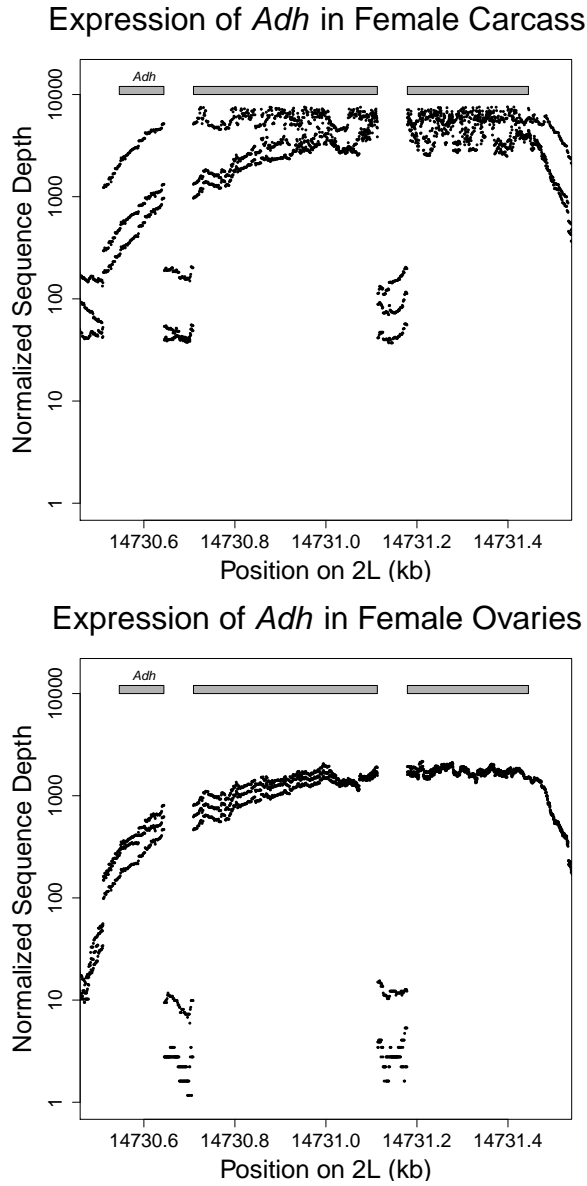 Expression of Adh in Female Carcass
Adh
Normalized Sequence Depth
10000
1000
100
10
1
14730.6 14730.8 14731.0 14731.2 14731.4
Position on 2L (kb)
Expression of Adh in Female Ovaries
Adh
Normalized Sequence Depth
10000
1000
100
10
1
14730.6 14730.8 14731.0 14731.2 14731.4
Position on 2L (kb)